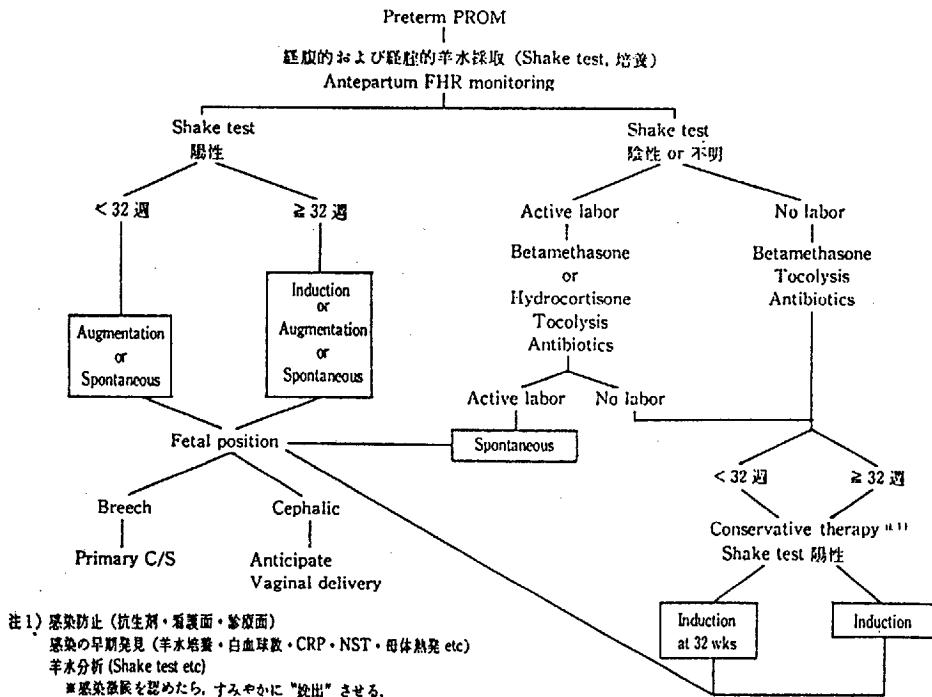 Preterm PROM
経腹的および経腟的羊水採取 (Shake test, 培養)
Antepartum FHR monitoring
Shake test
陽性
Shake test
陰性 or 不明
< 32 週
≧ 32 週
Active labor
No labor
Betamethasone
or
Hydrocortisone
Tocolysis
Antibiotics
Betamethasone
Tocolysis
Antibiotics
Augmentation
or
Spontaneous
Induction
or
Augmentation
or
Spontaneous
Active labor
No labor
Fetal position
Spontaneous
< 32 週
≧ 32 週
Breech
Cephalic
Conservative therapy 注1)
Shake test 陽性
Primary C/S
Anticipate
Vaginal delivery
Induction
at 32 wks
Induction
注1) 感染防止 (抗生剤・看護面・診療面)
感染の早期発見 (羊水培養・白血球数・CRP・NST・母体熱発 etc)
羊水分析 (Shake test etc)
※感染徴候を認めたら, すみやかに "娩出" させる.